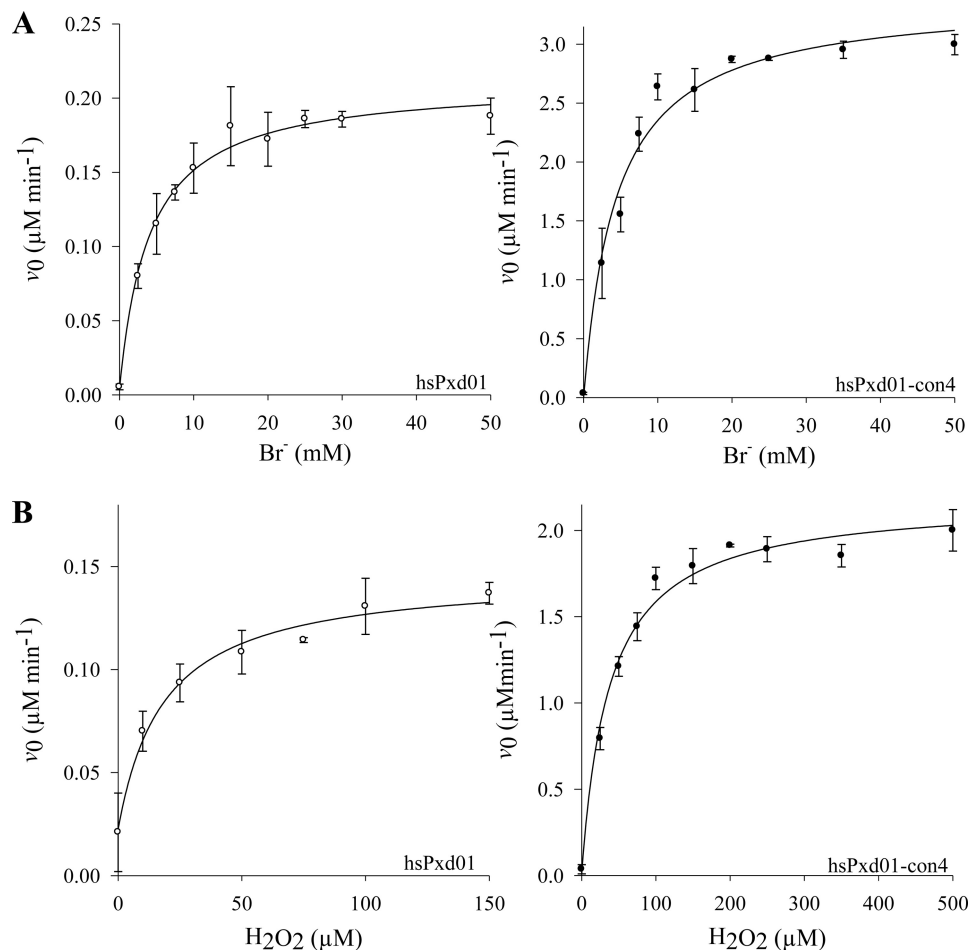 A
0.25
0.20
0.15
0.10
0.05
0.00
v0 (µM min-1)
hsPxd01
0 10 20 30 40 50
Br- (mM)
3.0
2.5
2.0
1.5
1.0
0.5
0.0
v0 (µM min-1)
hsPxd01-con4
0 10 20 30 40 50
Br- (mM)
B
0.15
0.10
0.05
0.00
v0 (µM min-1)
hsPxd01
0 50 100 150
H2O2 (µM)
2.0
1.5
1.0
0.5
0.0
v0 (µMmin-1)
hsPxd01-con4
0 100 200 300 400 500
H2O2 (µM)